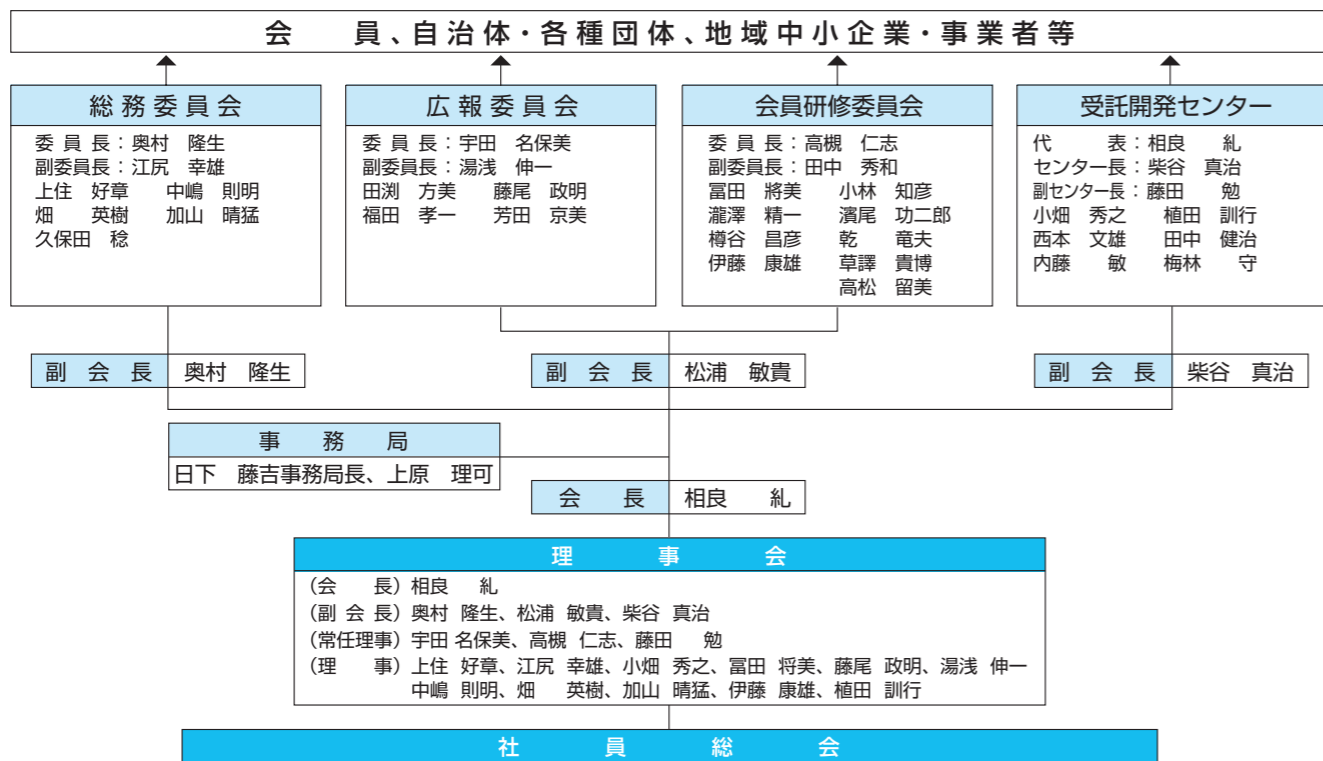 会　員、自治体・各種団体、地域中小企業・事業者等
総務委員会
委員長：奥村　隆生
副委員長：江尻　幸雄
上住　好章　中嶋　則明
畑　英樹　加山　晴猛
久保田　稔
広報委員会
委員長：宇田　名保美
副委員長：湯浅　伸一
田渕　方美　藤尾　政明
福田　孝一　芳田　京美
会員研修委員会
委員長：高槻　仁志
副委員長：田中　秀和
冨田　將美　小林　知彦
瀧澤　精一　濱尾　功二郎
樽谷　昌彦　乾　竜夫
伊藤　康雄　草譯　貴博
高松　留美
受託開発センター
代　表：相良　糺
センター長：柴谷　真治
副センター長：藤田　勉
小畑　秀之　植田　訓行
西本　文雄　田中　健治
内藤　敏　梅林　守
副会長　奥村　隆生
副会長　松浦　敏貴
副会長　柴谷　真治
事務局
日下　藤吉事務局長、上原　理可
会長　相良　糺
理事会
（会　長）相良　糺
（副会長）奥村 隆生、松浦 敏貴、柴谷 真治
（常任理事）宇田 名保美、高槻 仁志、藤田　勉
（理　事）上住 好章、江尻 幸雄、小畑 秀之、冨田 将美、藤尾 政明、湯浅 伸一
中嶋 則明、畑　英樹、加山 晴猛、伊藤 康雄、植田 訓行
社員総会